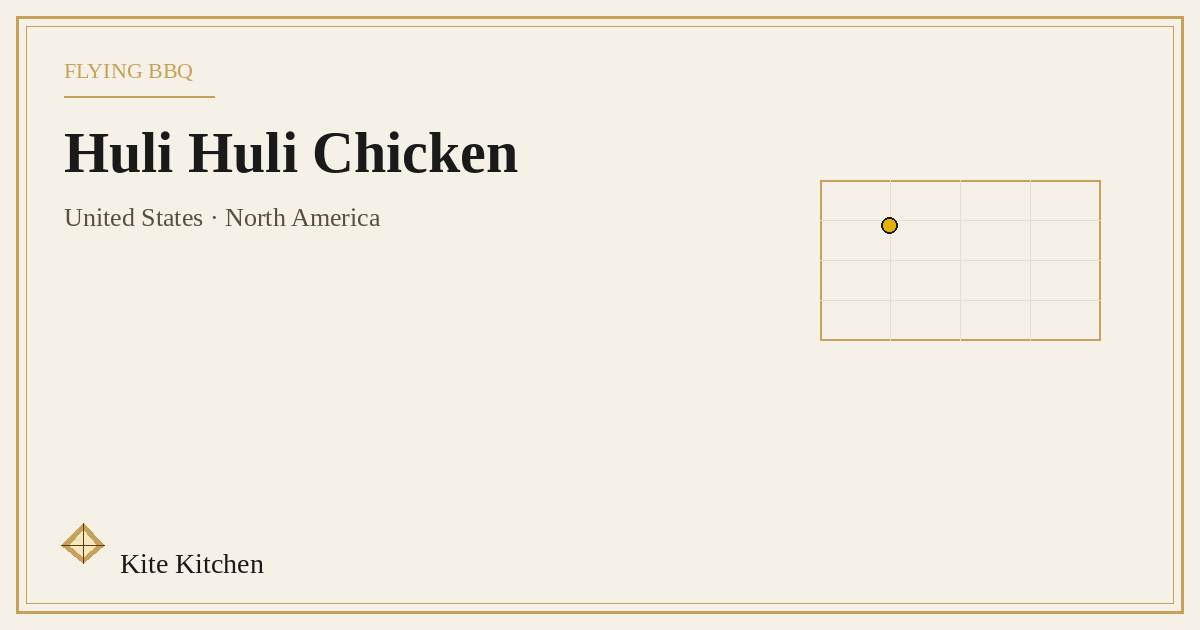 FLYING BBQ
Huli Huli Chicken
United States · North America
Kite Kitchen